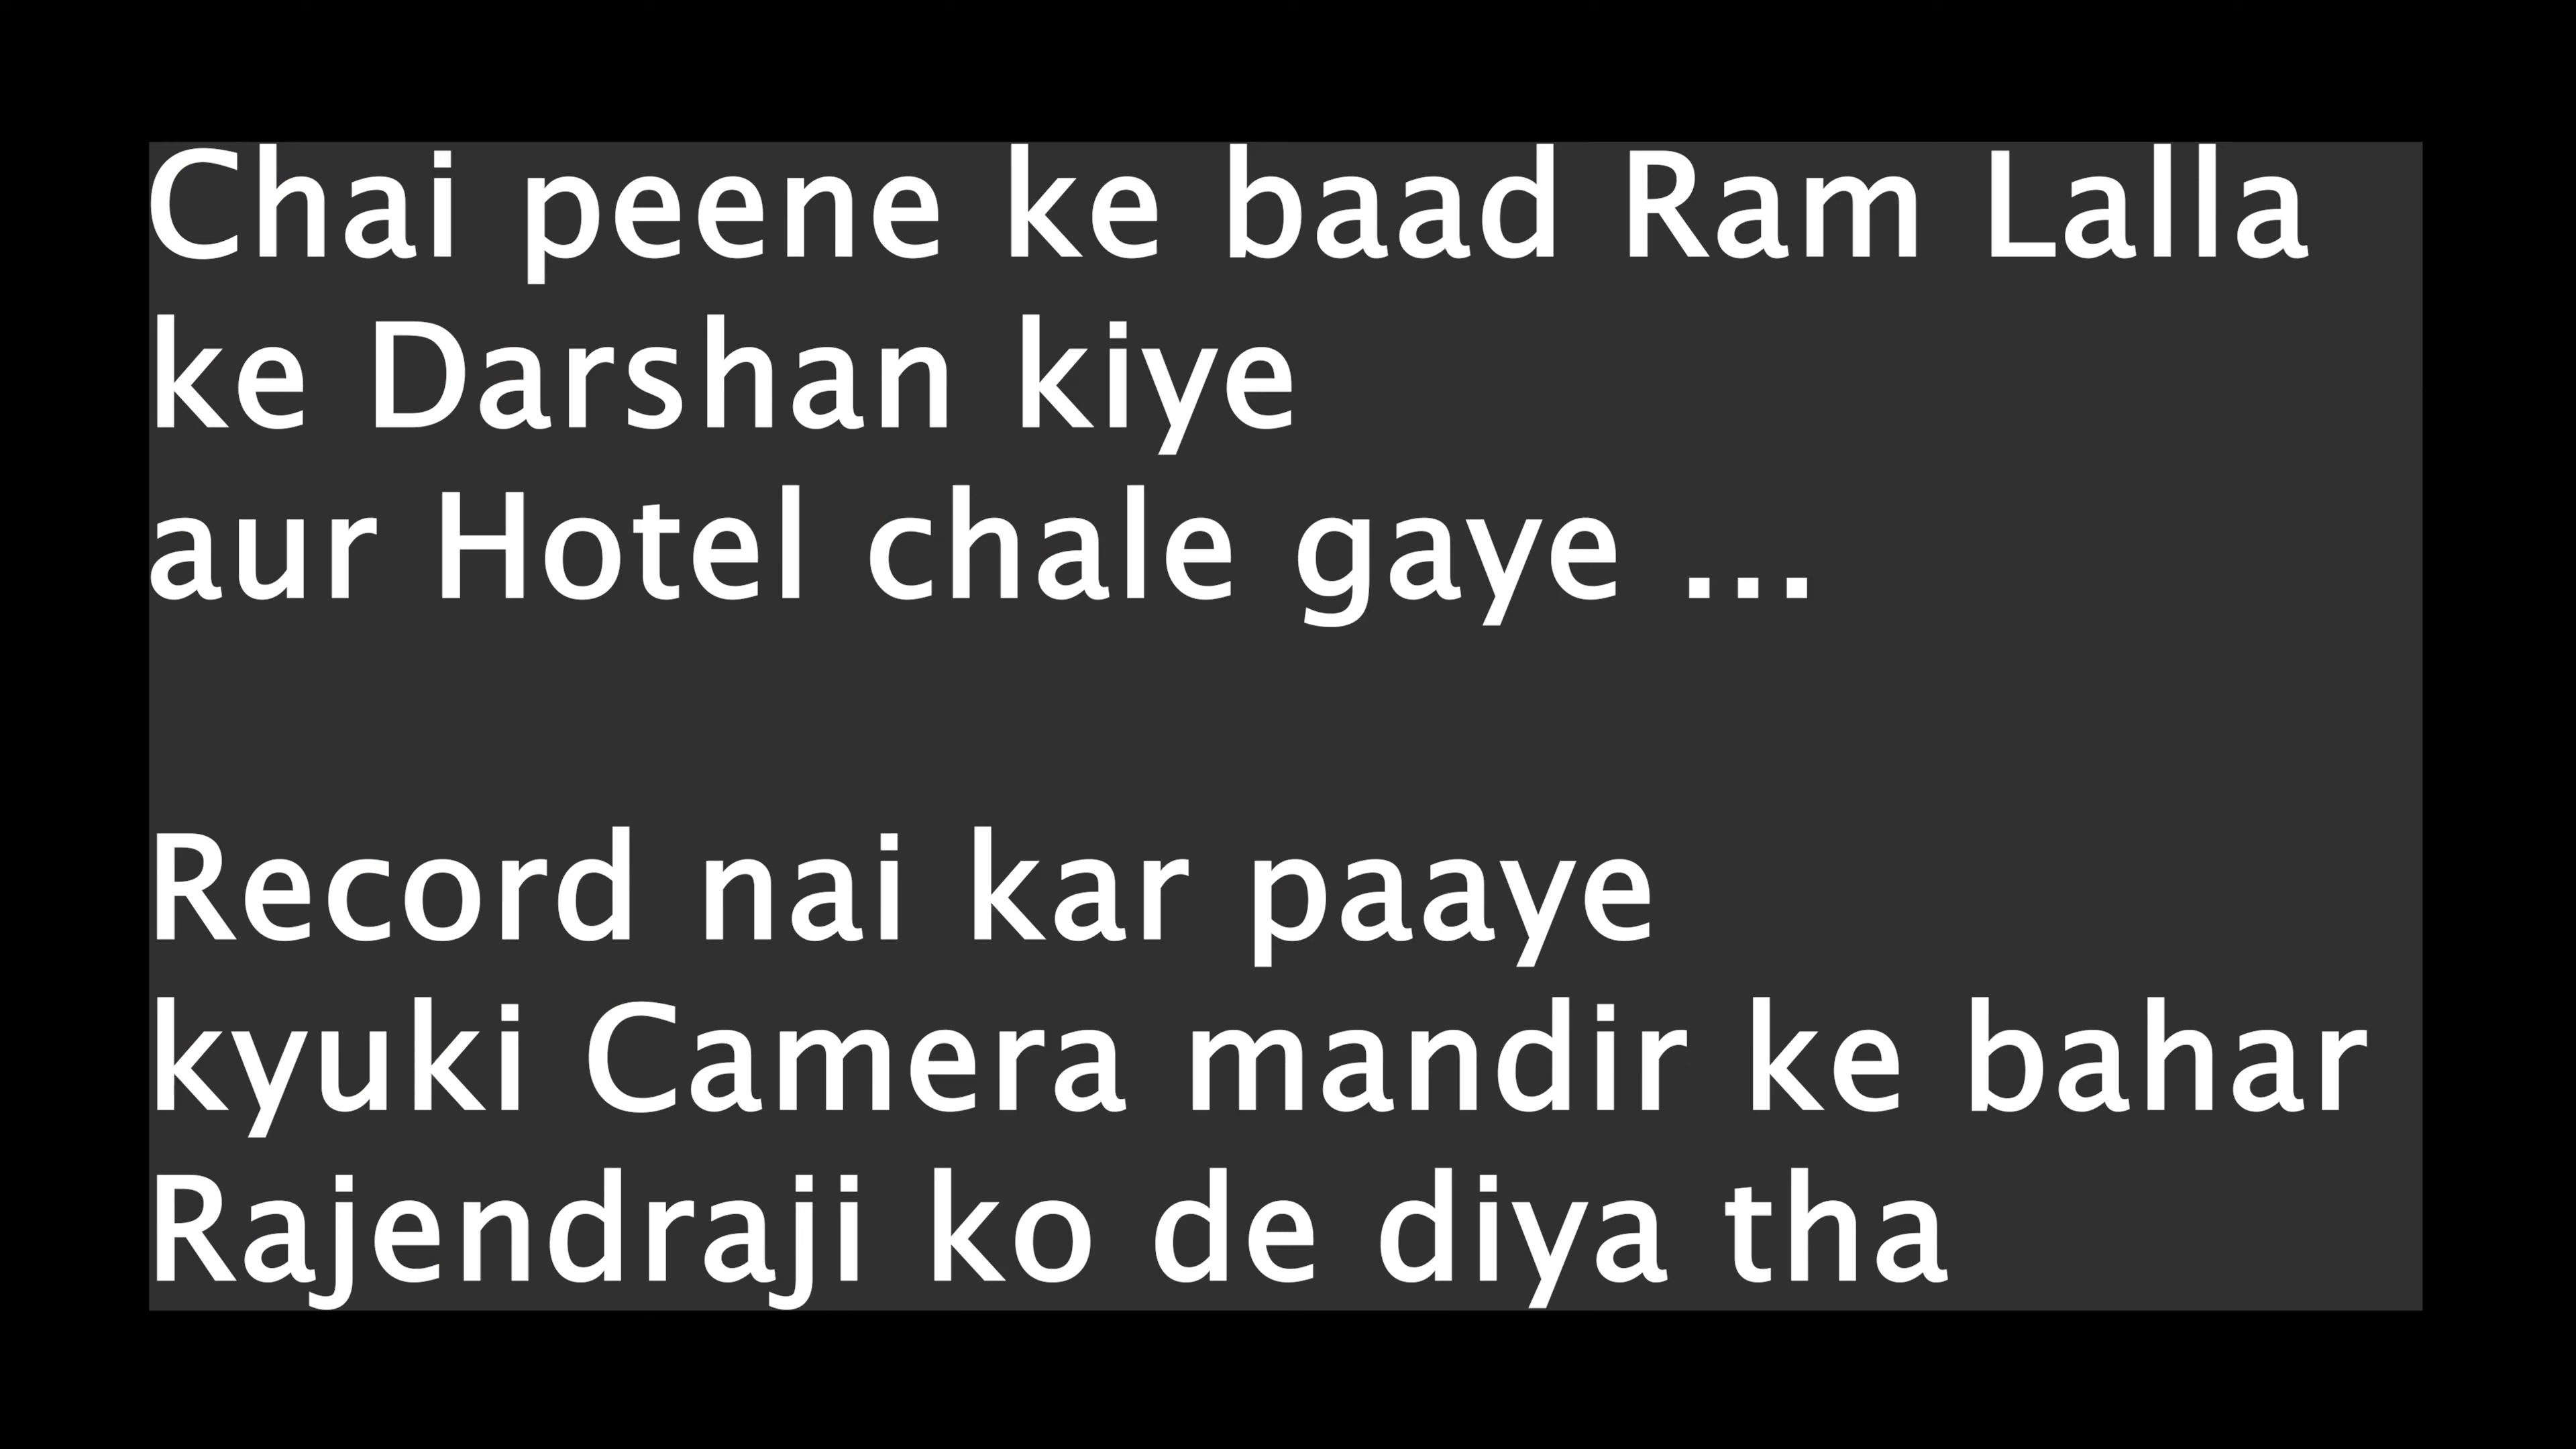 Chai peene ke baad Ram Lalla
ke Darshan kiye
aur Hotel chale gaye ...
Record nai kar paaye
kyuki Camera mandir ke bahar
Rajendraji ko de diya tha